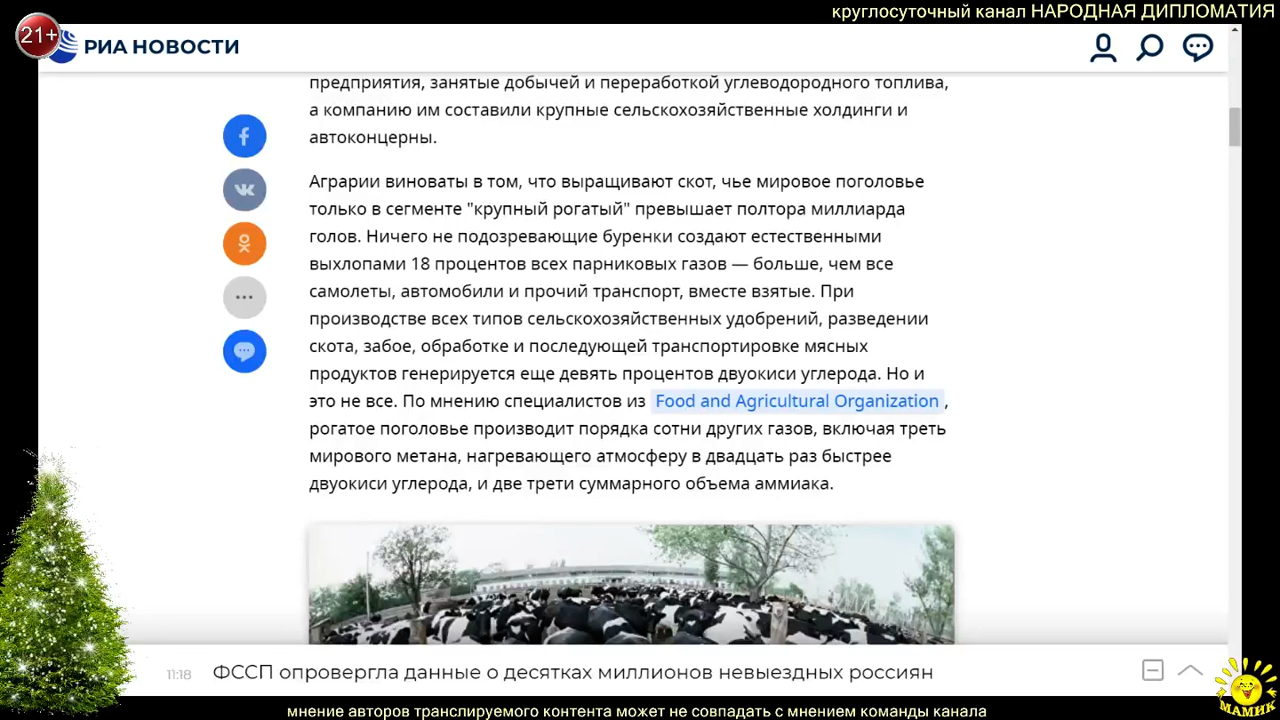 круглосуточный канал НАРОДНАЯ ДИПЛОМАТИЯ
21+
РИА НОВОСТИ
предприятия, занятые добычей и переработкой углеводородного топлива,
а компанию им составили крупные сельскохозяйственные холдинги и
автоконцерны.
Аграрии виноваты в том, что выращивают скот, чье мировое поголовье
только в сегменте "крупный рогатый" превышает полтора миллиарда
голов. Ничего не подозревающие буренки создают естественными
выхлопами 18 процентов всех парниковых газов — больше, чем все
самолеты, автомобили и прочий транспорт, вместе взятые. При
производстве всех типов сельскохозяйственных удобрений, разведении
скота, забое, обработке и последующей транспортировке мясных
продуктов генерируется еще девять процентов двуокиси углерода. Но и
это не все. По мнению специалистов из Food and Agricultural Organization ,
рогатое поголовье производит порядка сотни других газов, включая треть
мирового метана, нагревающего атмосферу в двадцать раз быстрее
двуокиси углерода, и две трети суммарного объема аммиака.
11:18 ФССП опровергла данные о десятках миллионов невыездных россиян
МАМИК
мнение авторов транслируемого контента может не совпадать с мнением команды канала